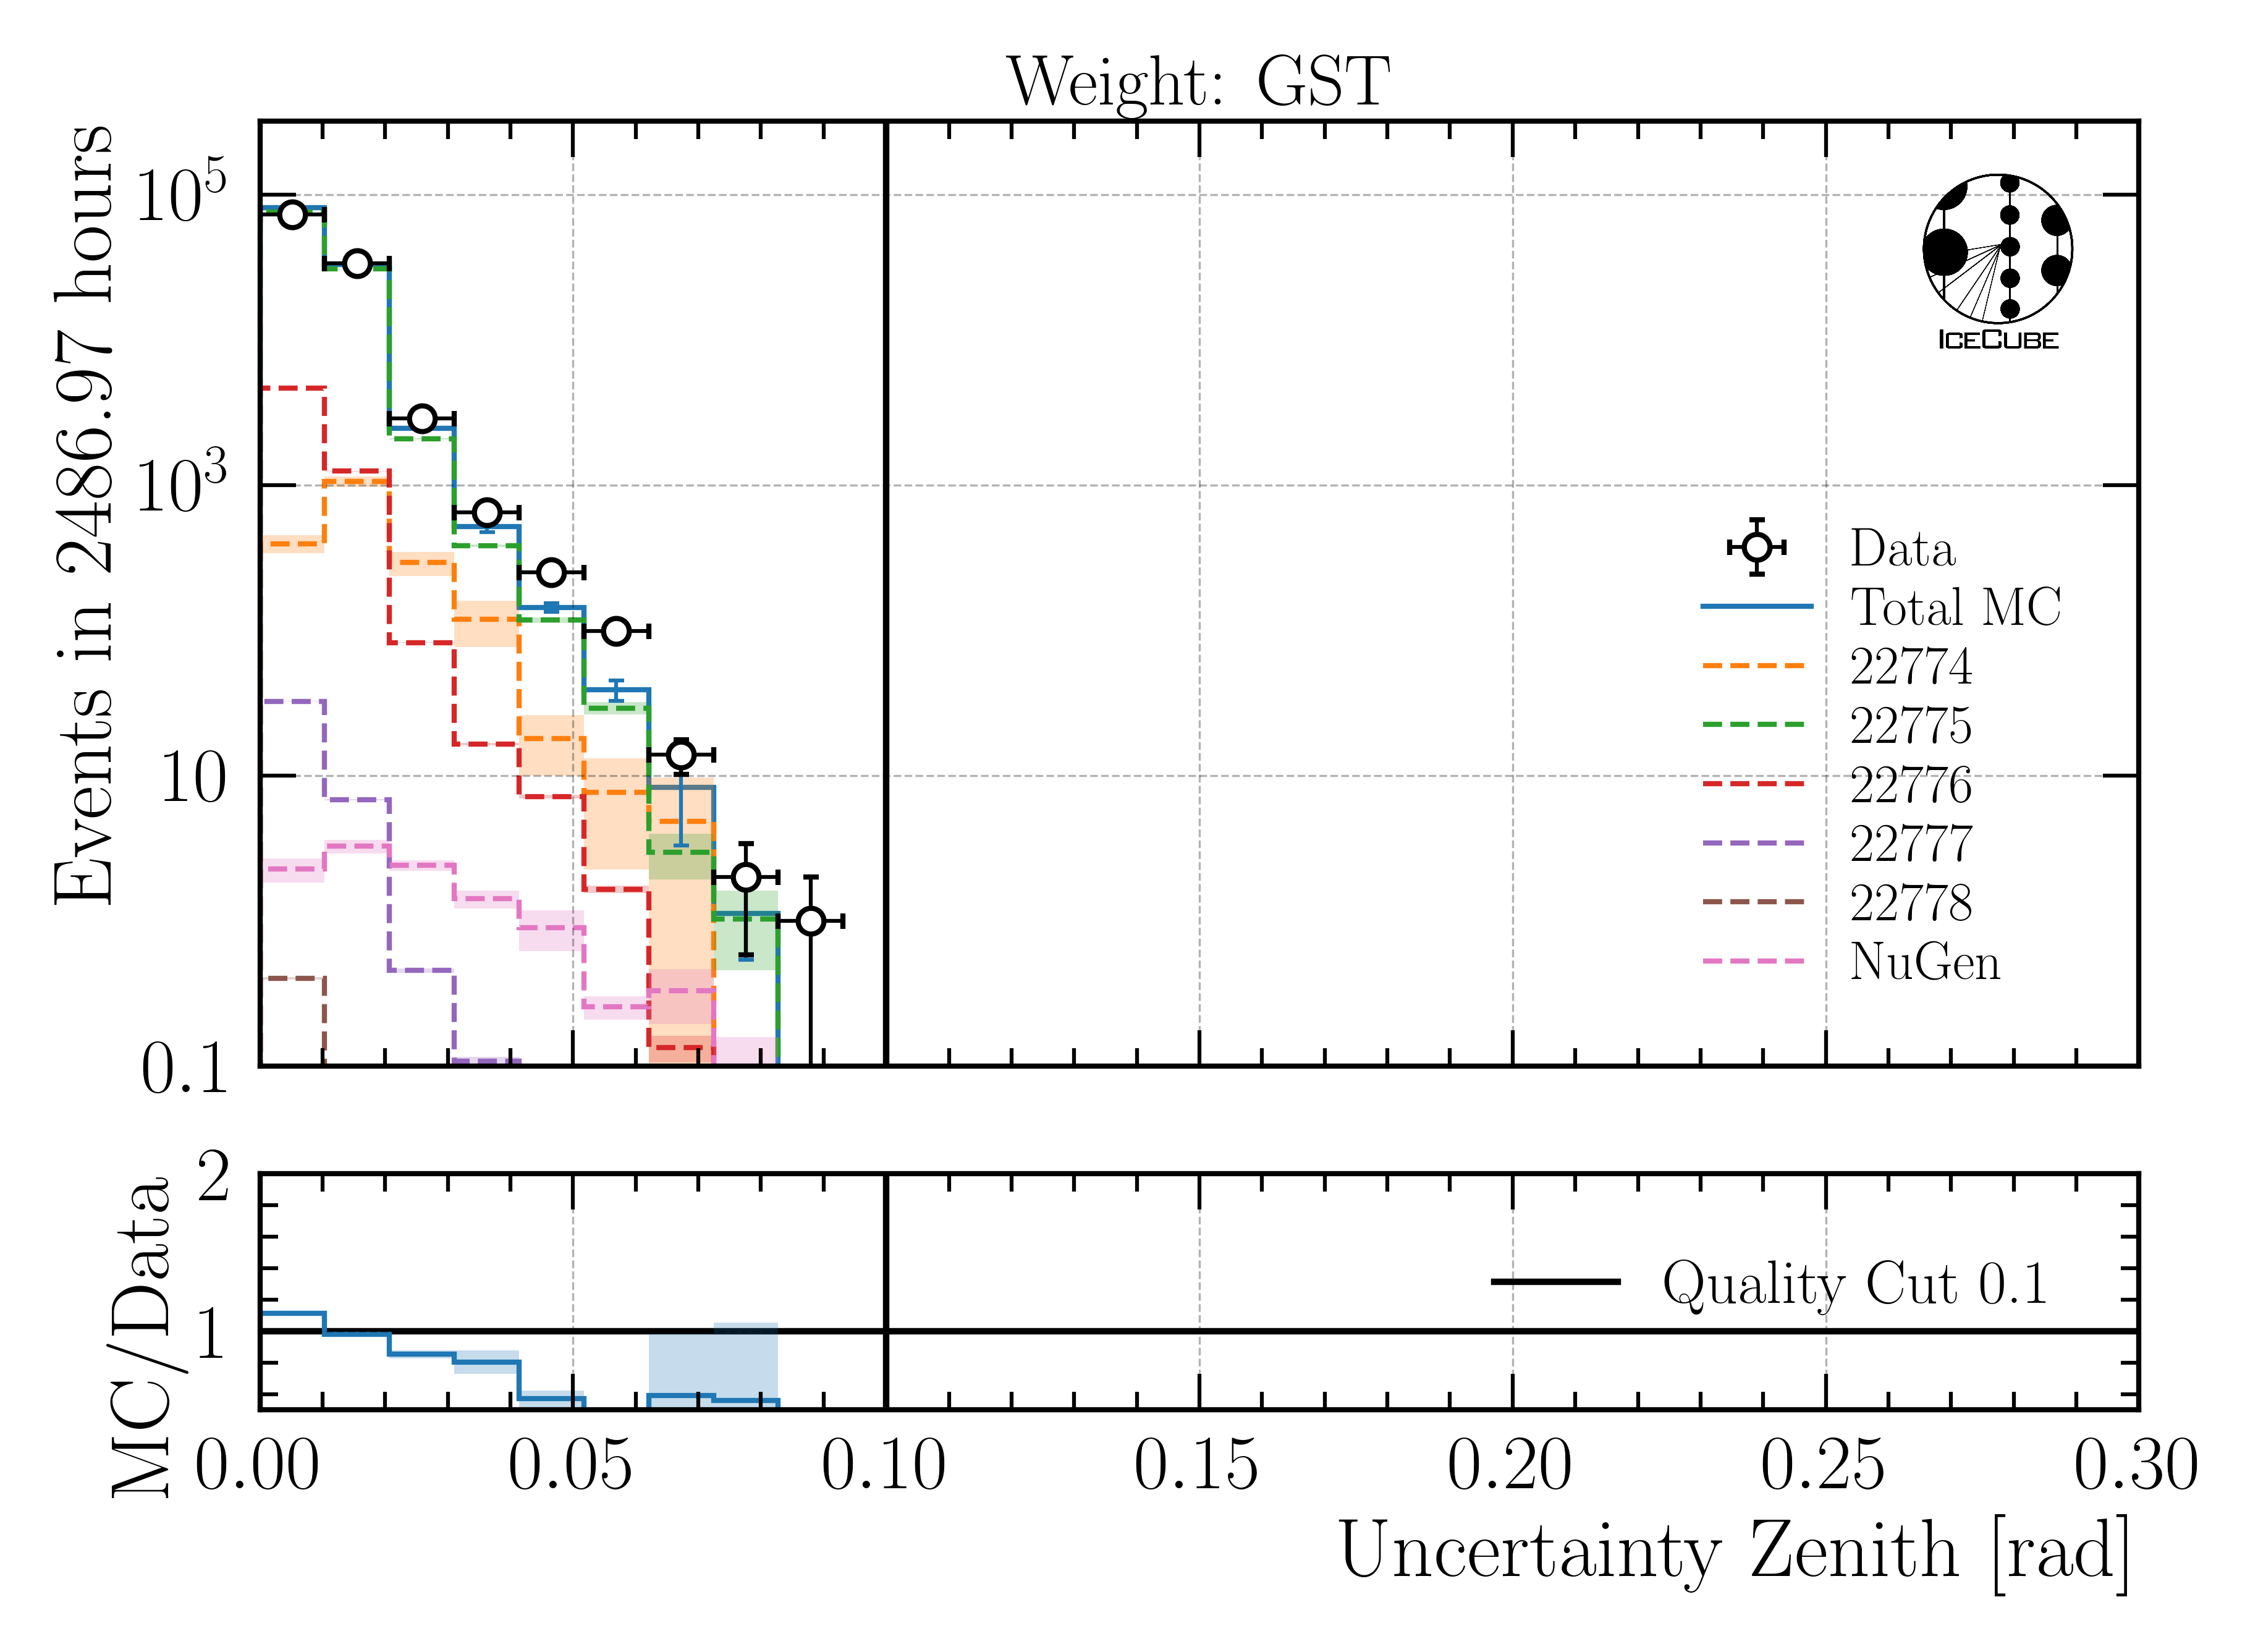 Weight: GST
Events in 2486.97 hours
10^5
10^3
10
0.1
ICECUBE
Data
Total MC
22774
22775
22776
22777
22778
NuGen
MC/Data
2
1
Quality Cut 0.1
0.00 0.05 0.10 0.15 0.20 0.25 0.30
Uncertainty Zenith [rad]